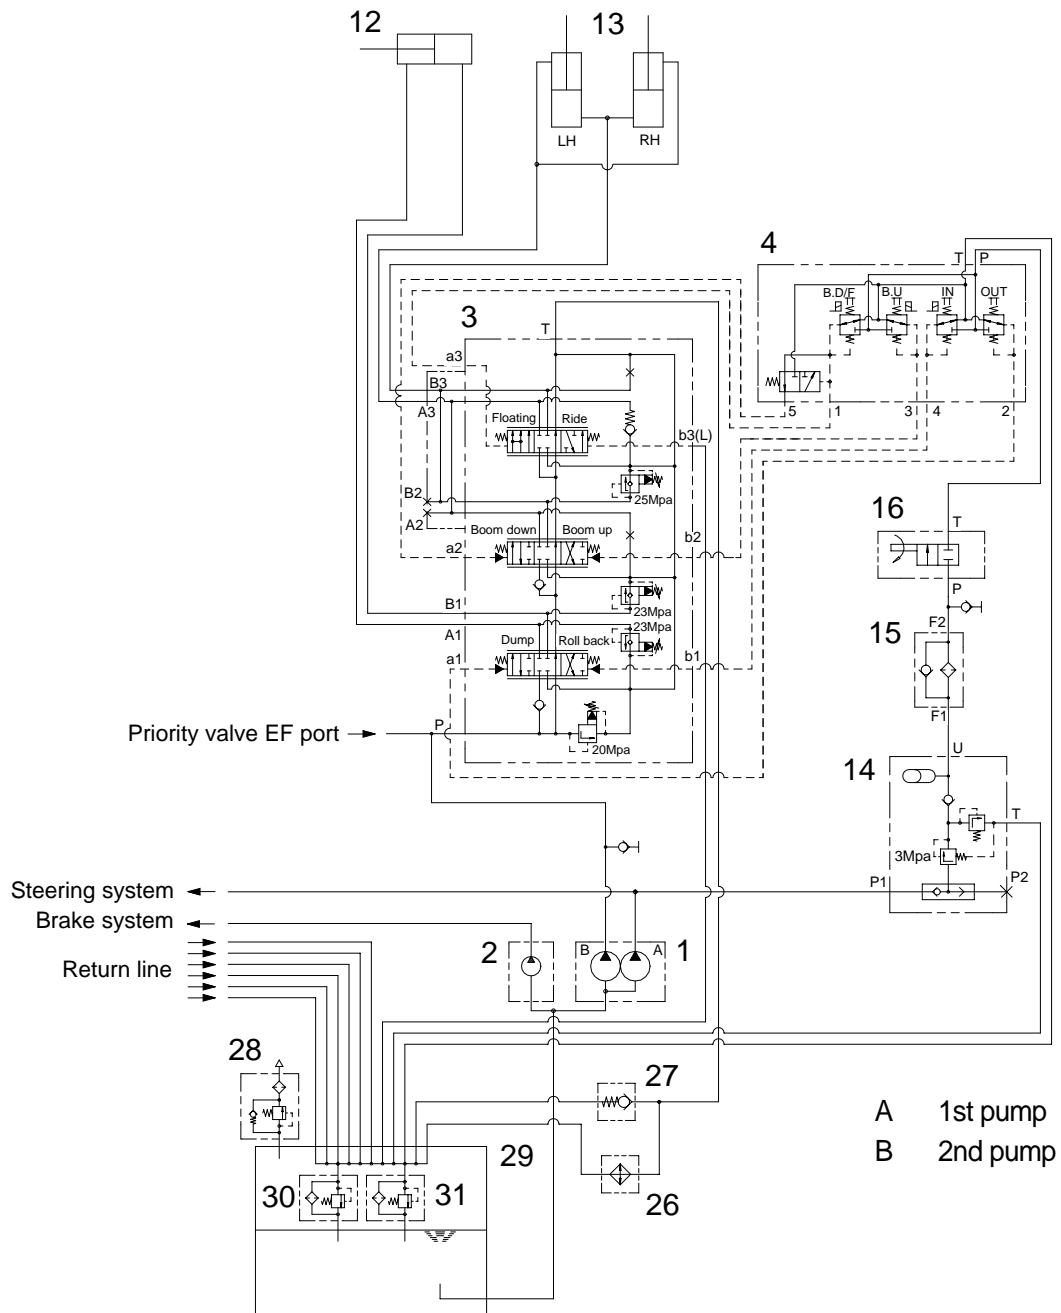 12
13
LH
RH
4
T P
B.D/F
B.U
IN
OUT
5
1
3
4
2
3
T
a3
B3
A3
Floating
Ride
b3(L)
25Mpa
B2
A2
Boom down
Boom up
a2
b2
B1
23Mpa
23Mpa
A1
Dump
Roll back
a1
b1
P
Priority valve EF port
20Mpa
16
T
P
15
F2
F1
U
14
T
3Mpa
P1
P2
Steering system
Brake system
Return line
2
B
A
1
28
27
29
26
30
31
A 1st pump
B 2nd pump